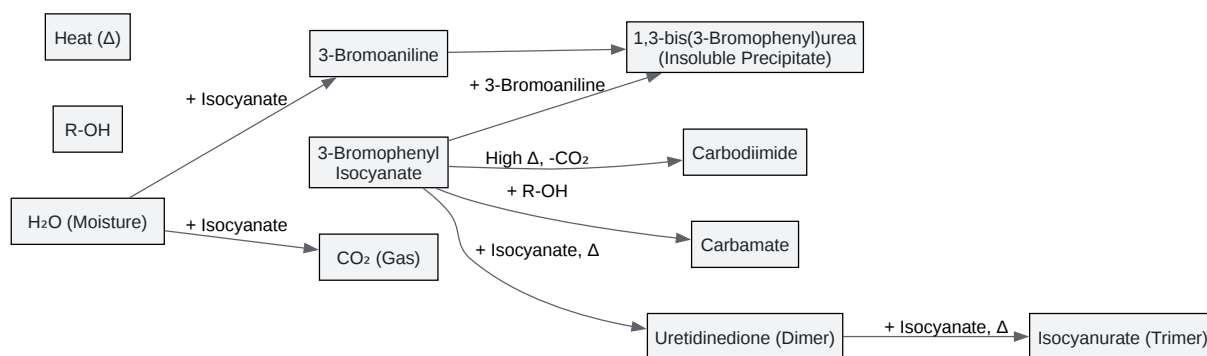 Heat (Δ)
3-Bromoaniline
1,3-bis(3-Bromophenyl)urea
(Insoluble Precipitate)
+ 3-Bromoaniline
+ Isocyanate
R-OH
3-Bromophenyl
Isocyanate
High Δ, -CO₂
Carbodiimide
+ R-OH
H₂O (Moisture)
+ Isocyanate
CO₂ (Gas)
+ Isocyanate, Δ
Carbamate
Uretidinedione (Dimer)
+ Isocyanate, Δ
Isocyanurate (Trimer)